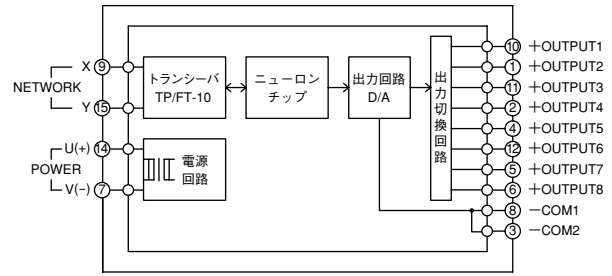 NETWORK
X ⑨
Y ⑮
POWER
U(+) ⑭
V(−) ⑦
トランシーバ
TP/FT-10
ニューロン
チップ
出力回路
D/A
出力切換回路
電源
回路
⑩ +OUTPUT1
① +OUTPUT2
⑪ +OUTPUT3
② +OUTPUT4
④ +OUTPUT5
⑫ +OUTPUT6
⑤ +OUTPUT7
⑥ +OUTPUT8
⑧ −COM1
③ −COM2